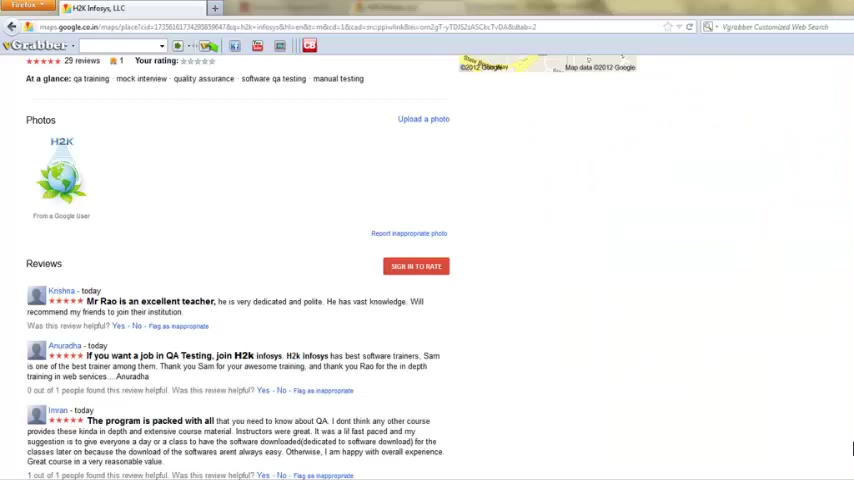 Firefox
H2K Infosys, LLC
vGrabber Customized Web Search
vGrabber
CB
29 reviews 1 Your rating:
At a glance: qa training · mock interview · quality assurance · software qa testing · manual testing
©2012 Google Map data ©2012 Google
Photos
Upload a photo
H2K
From a Google User
Report inappropriate photo
Reviews
SIGN IN TO RATE
Krishna - today
Mr Rao is an excellent teacher, he is very dedicated and polite. He has vast knowledge. Will
recommend my friends to join their institution.
Was this review helpful? Yes - No - Flag as inappropriate
Anuradha - today
If you want a job in QA Testing, join H2k infosys. H2k infosys has best software trainers, Sam
is one of the best trainer among them. Thank you Sam for your awesome training, and thank you Rao for the in depth
training in web services....Anuradha
0 out of 1 people found this review helpful. Was this review helpful? Yes - No - Flag as inappropriate
Imran - today
The program is packed with all that you need to know about QA. I dont think any other course
provides these kinda in depth and extensive course material. Instructors were great. It was a lil fast paced and my
suggestion is to give everyone a day or a class to have the software downloaded(dedicated to software download) for the
classes later on because the download of the softwares arent always easy. Otherwise, I am happy with overall experience.
Great course in a very reasonable value.
1 out of 1 people found this review helpful. Was this review helpful? Yes - No - Flag as inappropriate